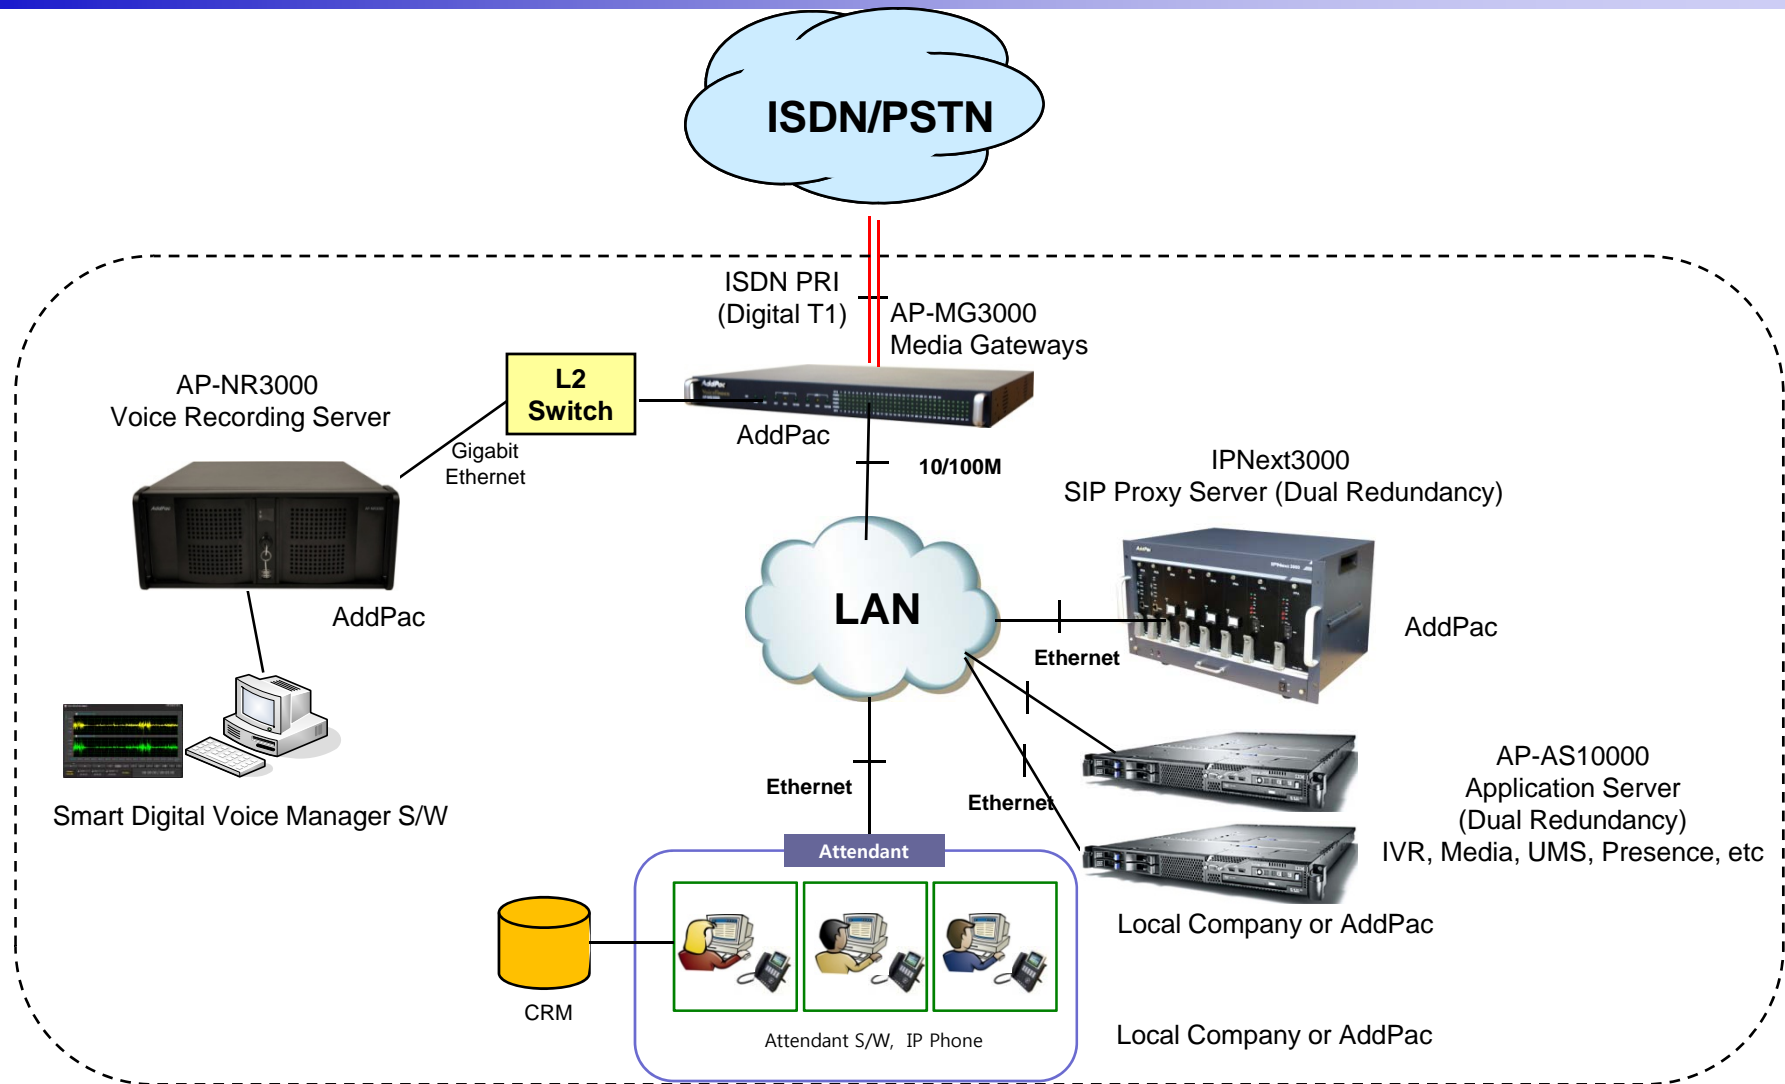 ISDN/PSTN
ISDN PRI
(Digital T1)
AP-MG3000
Media Gateways
AP-NR3000
Voice Recording Server
L2
Switch
AddPac
AddPac
Gigabit
Ethernet
10/100M
IPNext3000
SIP Proxy Server (Dual Redundancy)
AddPac
AddPac
LAN
AddPac
AddPac
Ethernet
Smart Digital Voice Manager S/W
Ethernet
Ethernet
AP-AS10000
Application Server
(Dual Redundancy)
IVR, Media, UMS, Presence, etc
Attendant
Local Company or AddPac
CRM
Attendant S/W, IP Phone
Local Company or AddPac